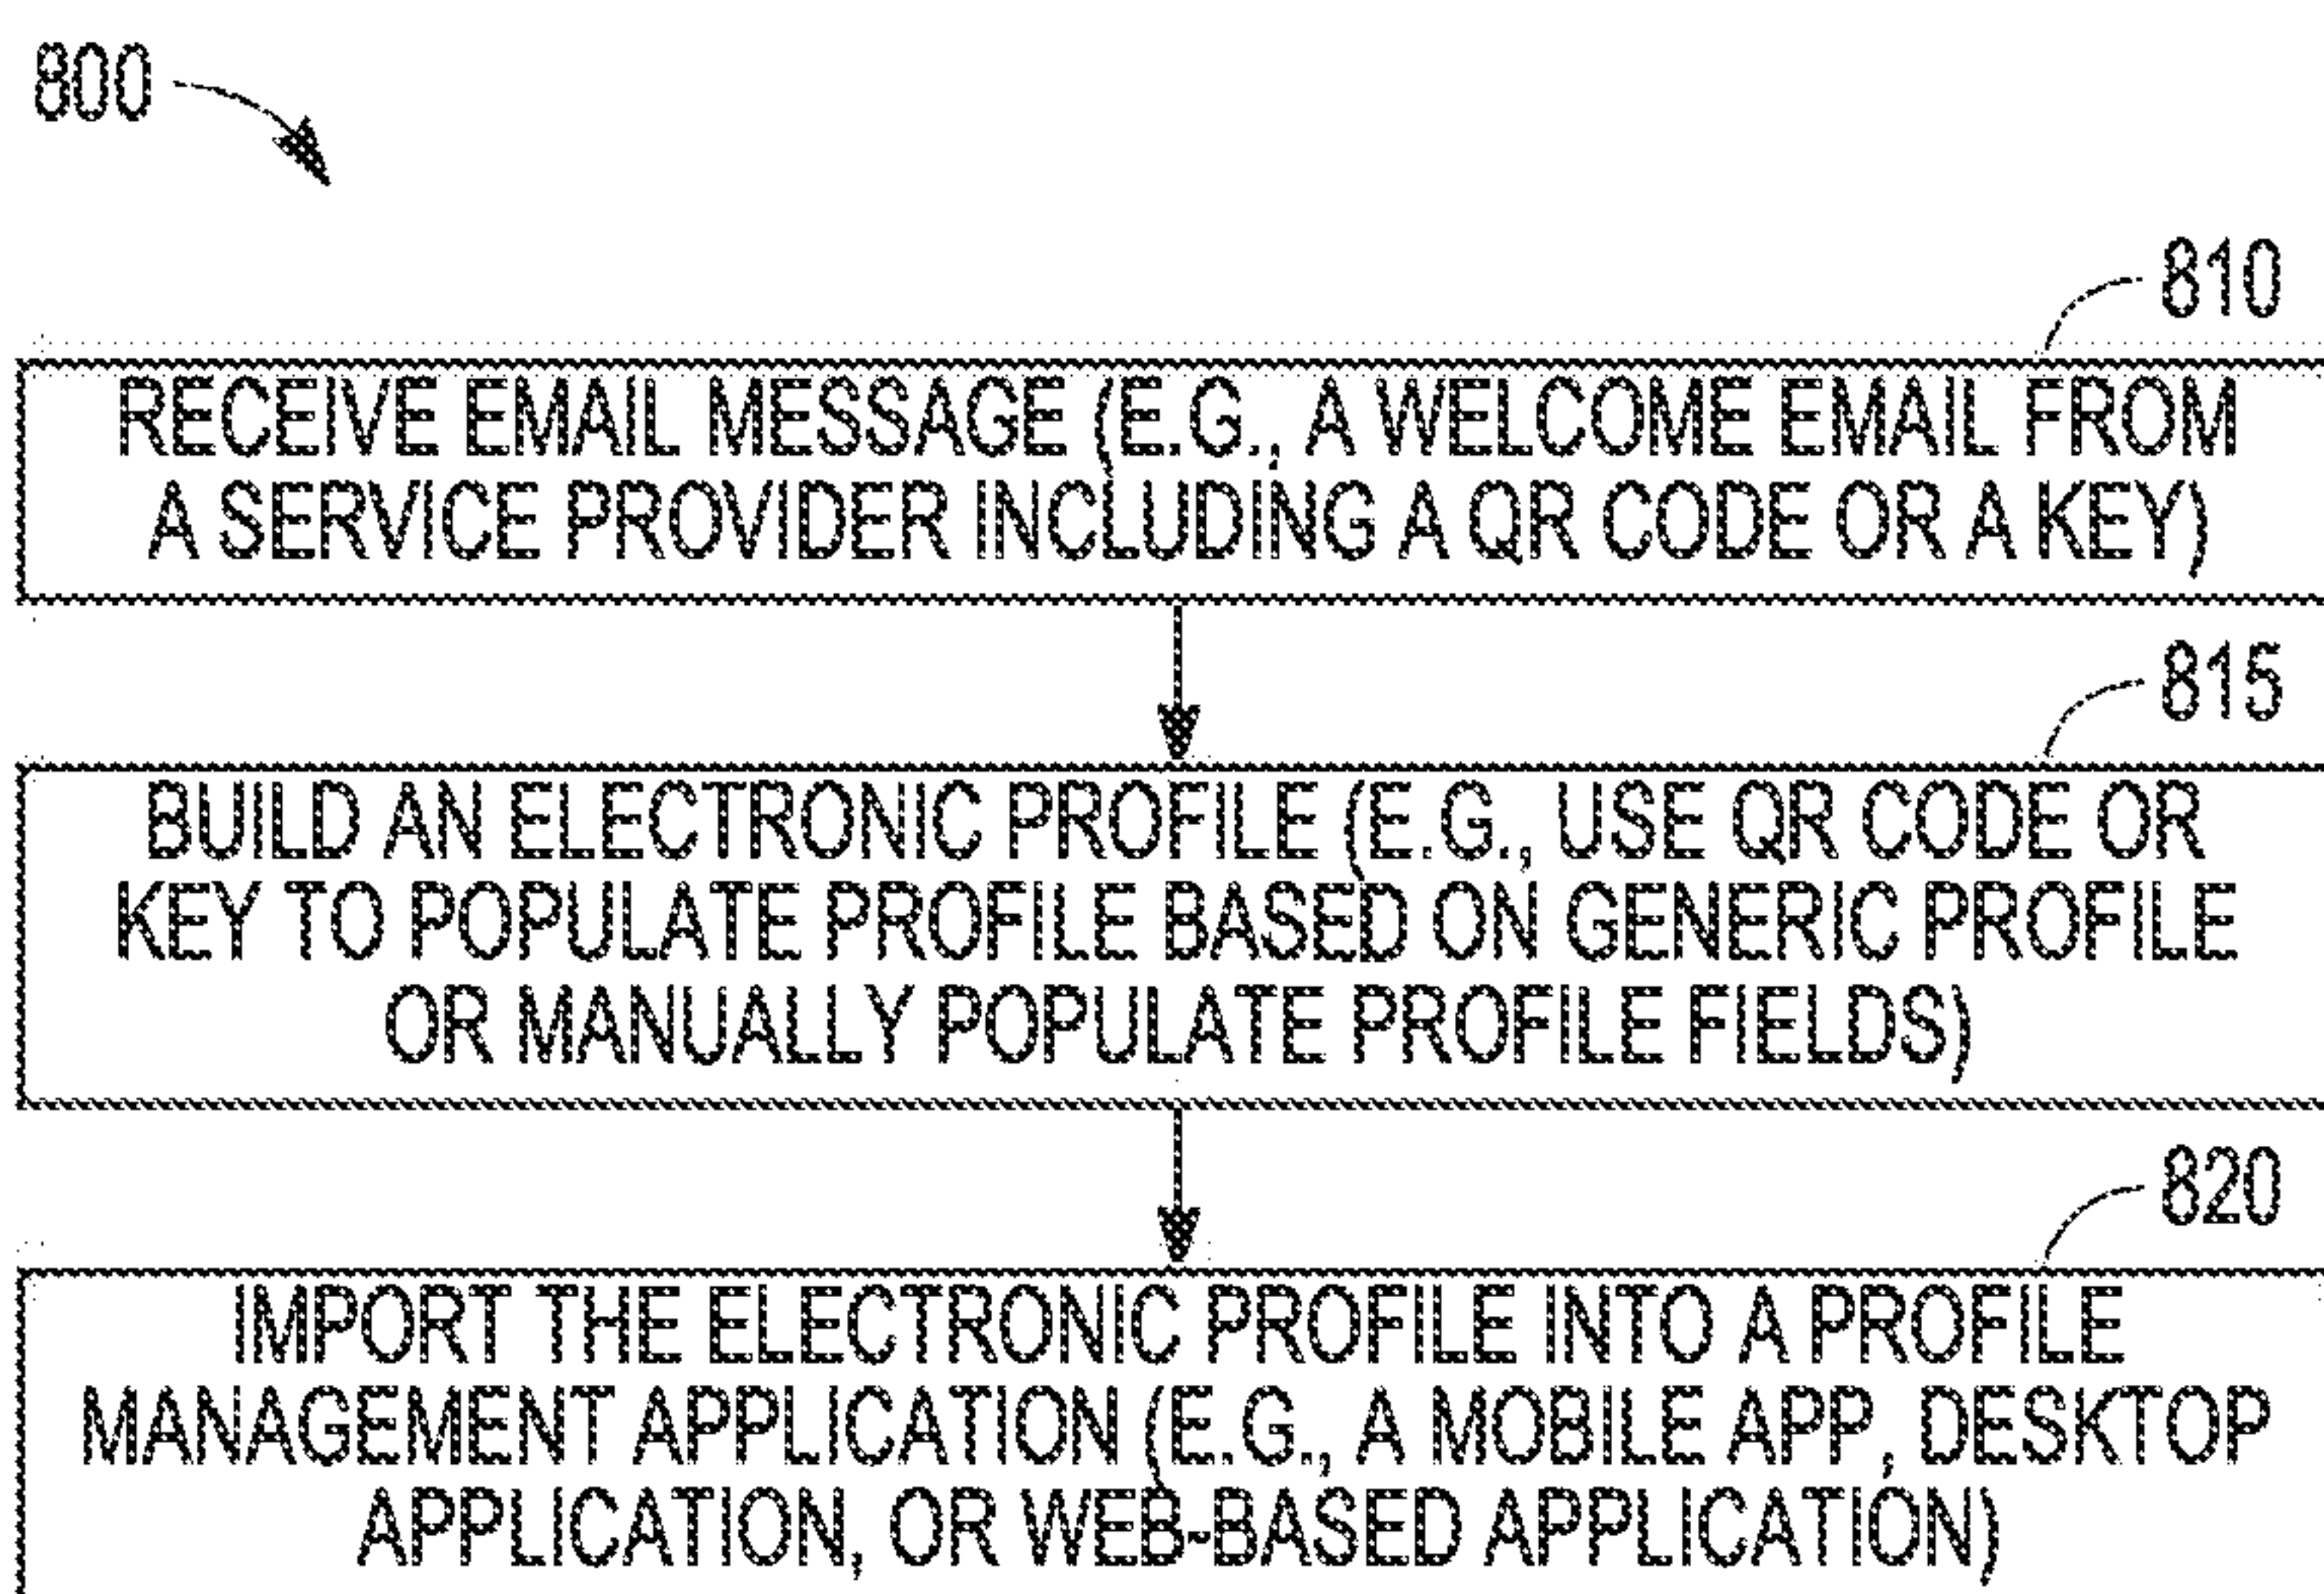 800
810
RECEIVE EMAIL MESSAGE (E.G., A WELCOME EMAIL FROM
A SERVICE PROVIDER INCLUDING A QR CODE OR A KEY)
815
BUILD AN ELECTRONIC PROFILE (E.G., USE QR CODE OR
KEY TO POPULATE PROFILE BASED ON GENERIC PROFILE
OR MANUALLY POPULATE PROFILE FIELDS)
820
IMPORT THE ELECTRONIC PROFILE INTO A PROFILE
MANAGEMENT APPLICATION (E.G., A MOBILE APP, DESKTOP
APPLICATION, OR WEB-BASED APPLICATION)